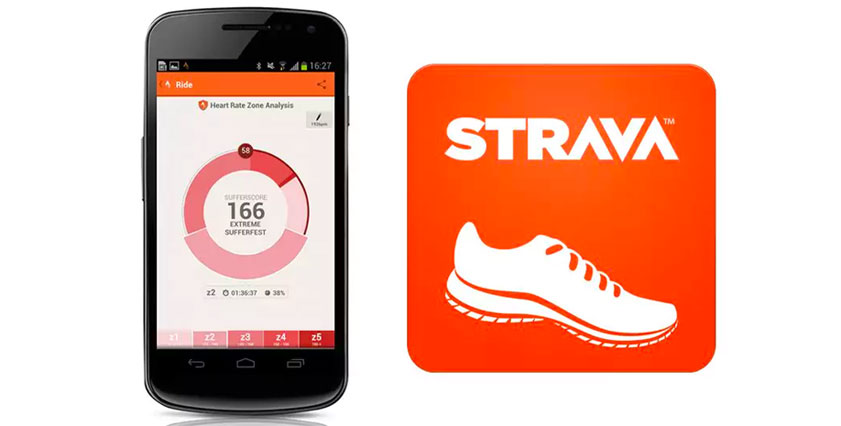 16:27
Ride
Heart Rate Zone Analysis
58
SUFFERSCORE
166
EXTREME
SUFFERFEST
z2 01:36:37 38%
z1 z2 z3 z4 z5
STRAVA™